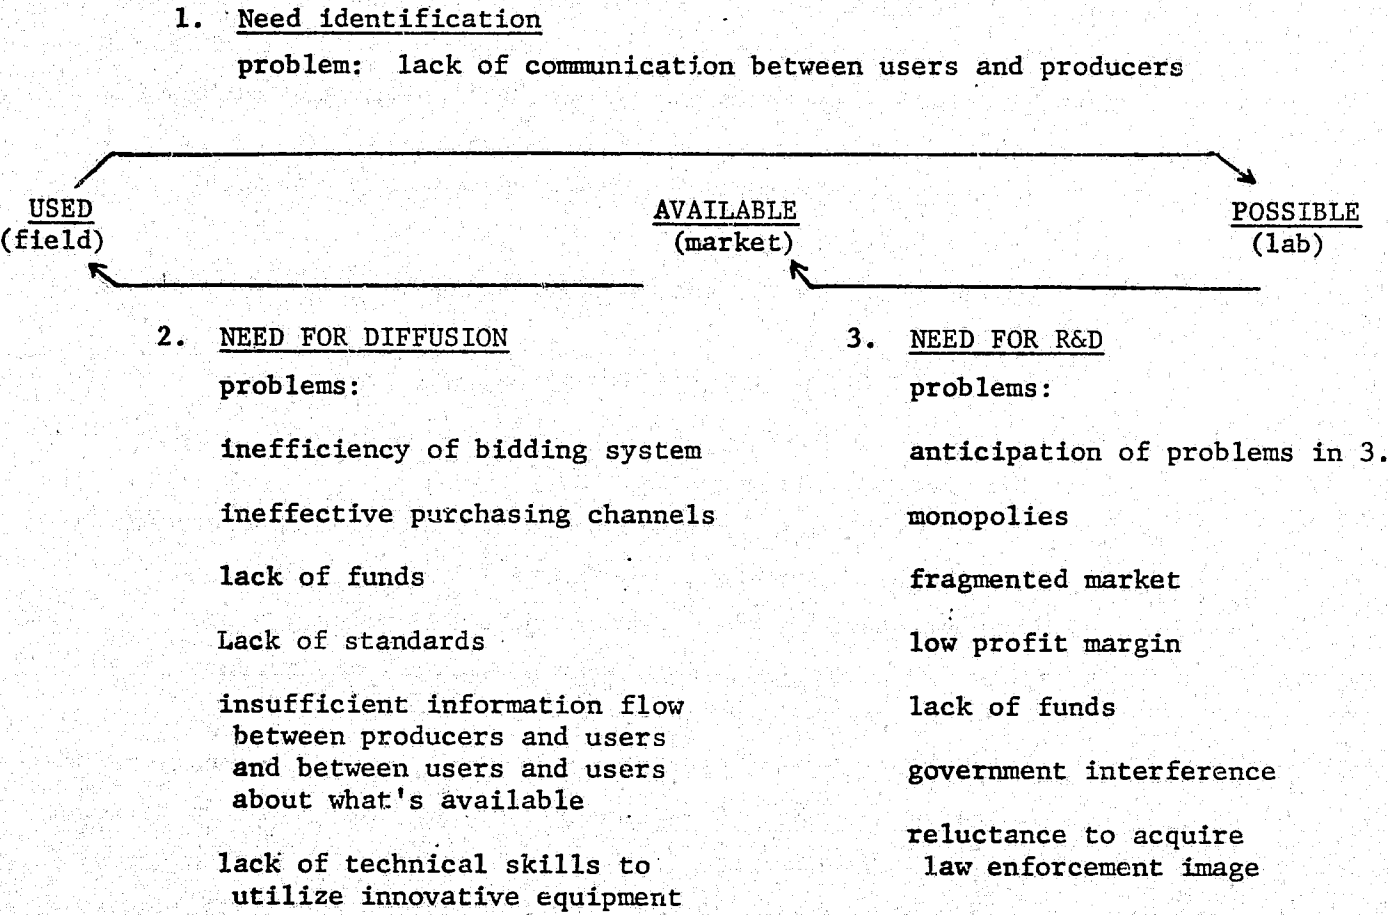 1. Need identification
problem: lack of communication between users and producers
USED
(field)
AVAILABLE
(market)
POSSIBLE
(lab)
2. NEED FOR DIFFUSION
problems:
inefficiency of bidding system
ineffective purchasing channels
lack of funds
Lack of standards
insufficient information flow
between producers and users
and between users and users
about what's available
lack of technical skills to
utilize innovative equipment
3. NEED FOR R&D
problems:
anticipation of problems in 3.
monopolies
fragmented market
low profit margin
lack of funds
government interference
reluctance to acquire
law enforcement image